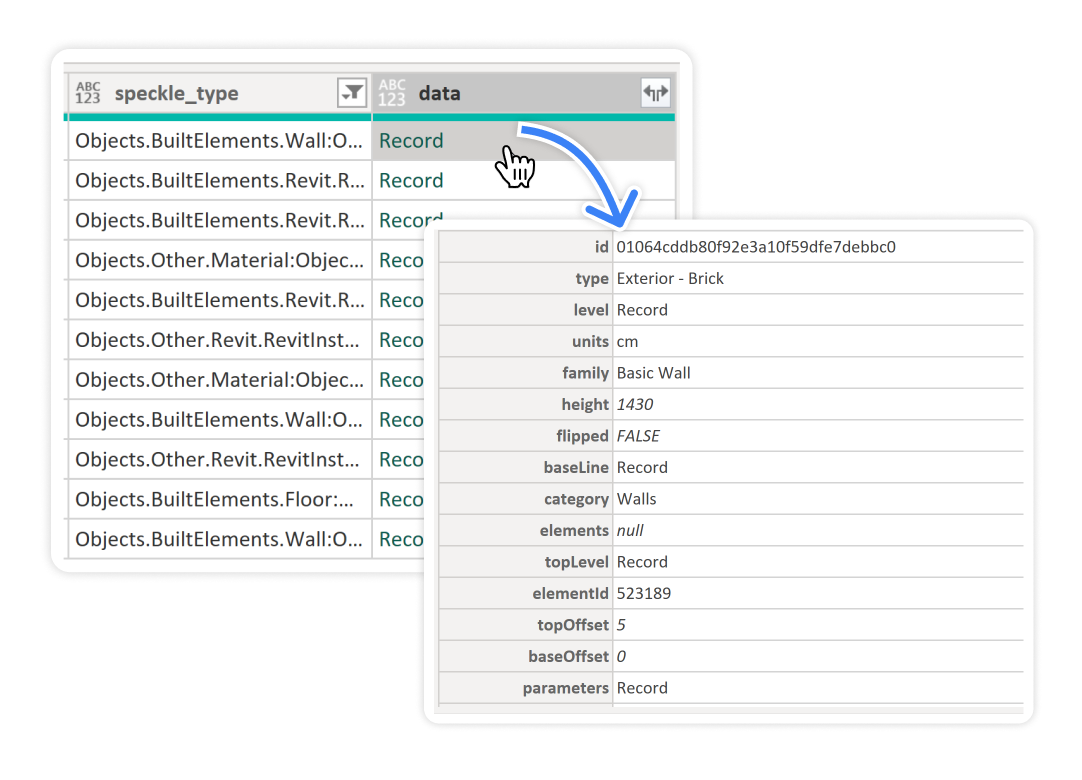 ABC 123 speckle_type ABC 123 data
Objects.BuiltElements.Wall:O... Record
Objects.BuiltElements.Revit.R... Record
Objects.BuiltElements.Revit.R... Record
Objects.Other.Material:Objec... Reco
Objects.BuiltElements.Revit.R... Reco
Objects.Other.Revit.RevitInst... Reco
Objects.Other.Material:Objec... Reco
Objects.BuiltElements.Wall:O... Reco
Objects.Other.Revit.RevitInst... Reco
Objects.BuiltElements.Floor:... Reco
Objects.BuiltElements.Wall:O... Reco
id 01064cddb80f92e3a10f59dfe7debbc0
type Exterior - Brick
level Record
units cm
family Basic Wall
height 1430
flipped FALSE
baseLine Record
category Walls
elements null
topLevel Record
elementId 523189
topOffset 5
baseOffset 0
parameters Record